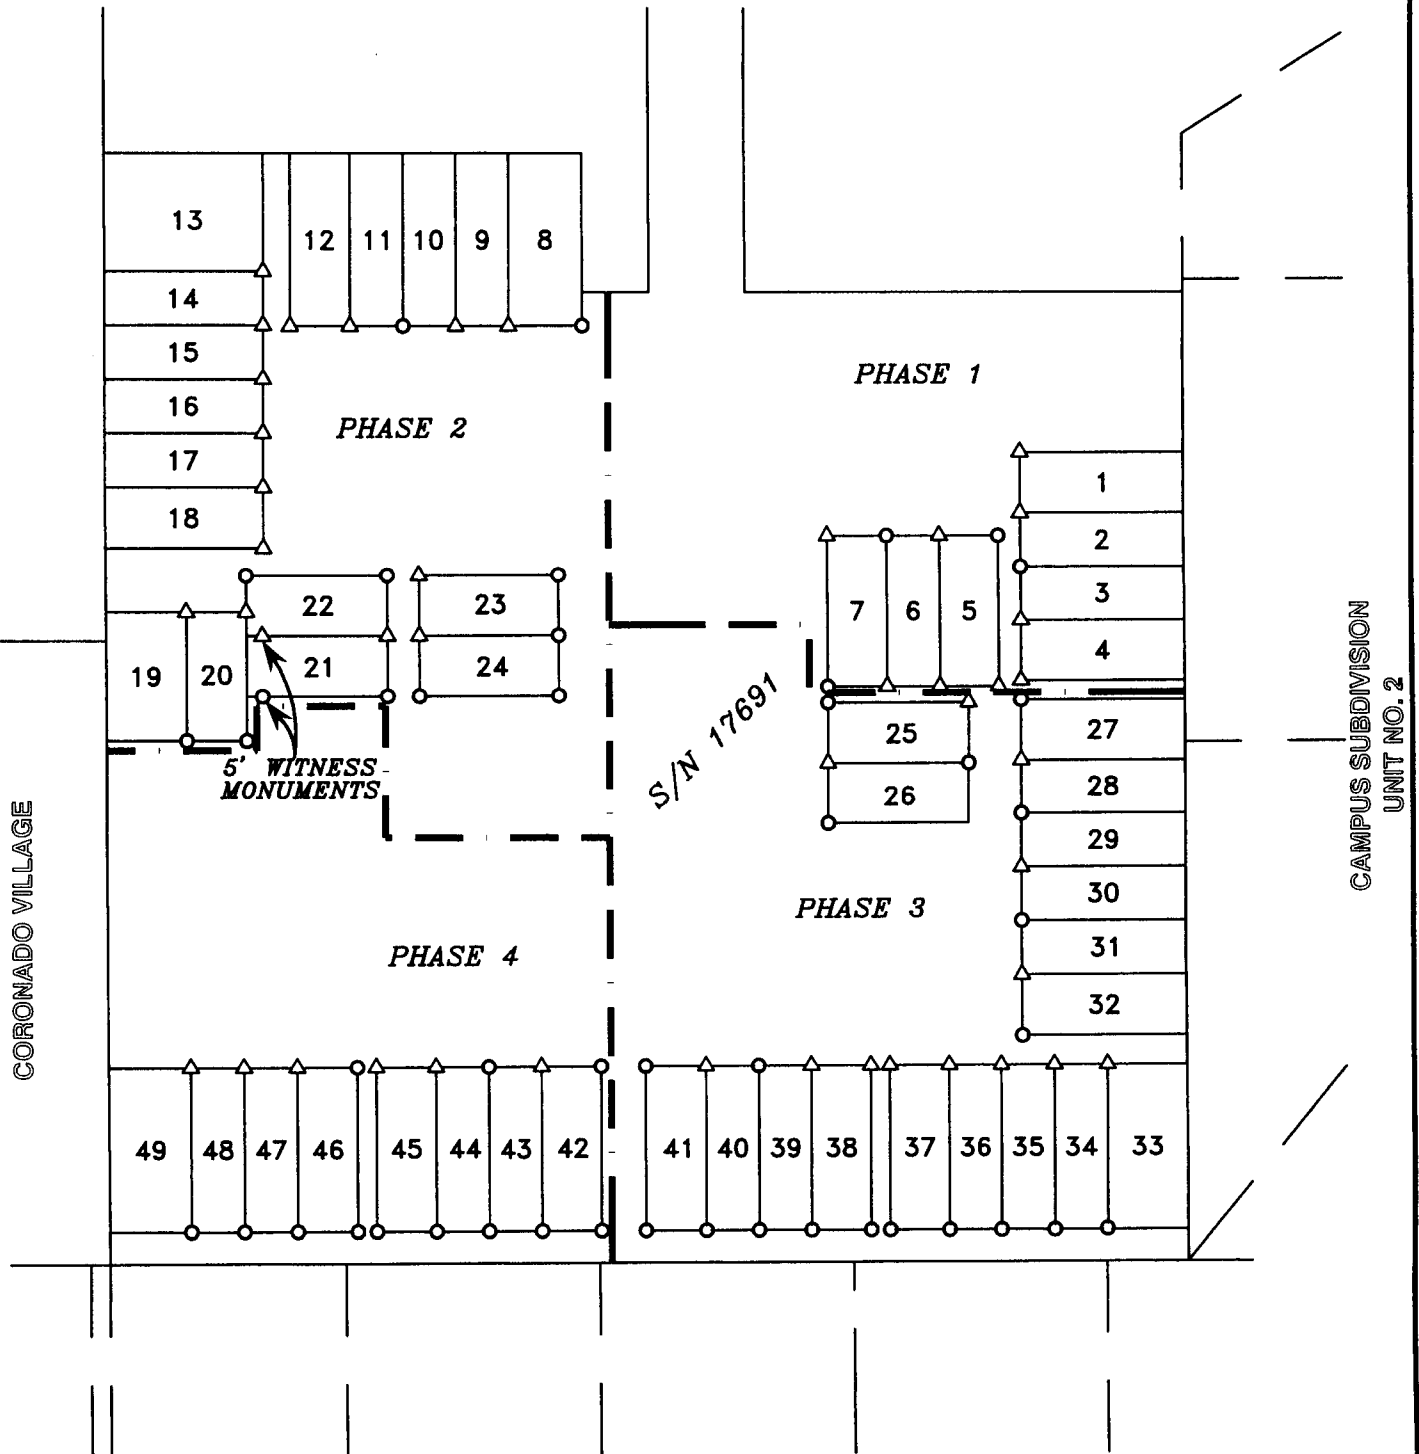 13
12 11 10 9 8
14
15
16
17
18
PHASE 2
PHASE 1
1
2
3
4
7 6 5
22
21
23
24
19 20
5' WITNESS
MONUMENTS
S/N 17691
25
26
27
28
29
30
31
32
PHASE 3
PHASE 4
CORONADO VILLAGE
CAMPUS SUBDIVISION
UNIT NO. 2
49 48 47 46 45 44 43 42 41 40 39 38 37 36 35 34 33